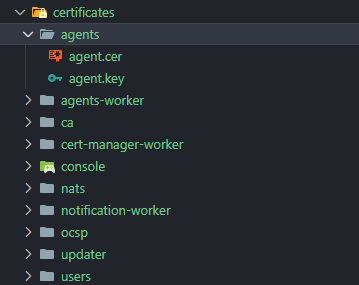 certificates
agents
agent.cer
agent.key
agents-worker
ca
cert-manager-worker
console
nats
notification-worker
ocsp
updater
users